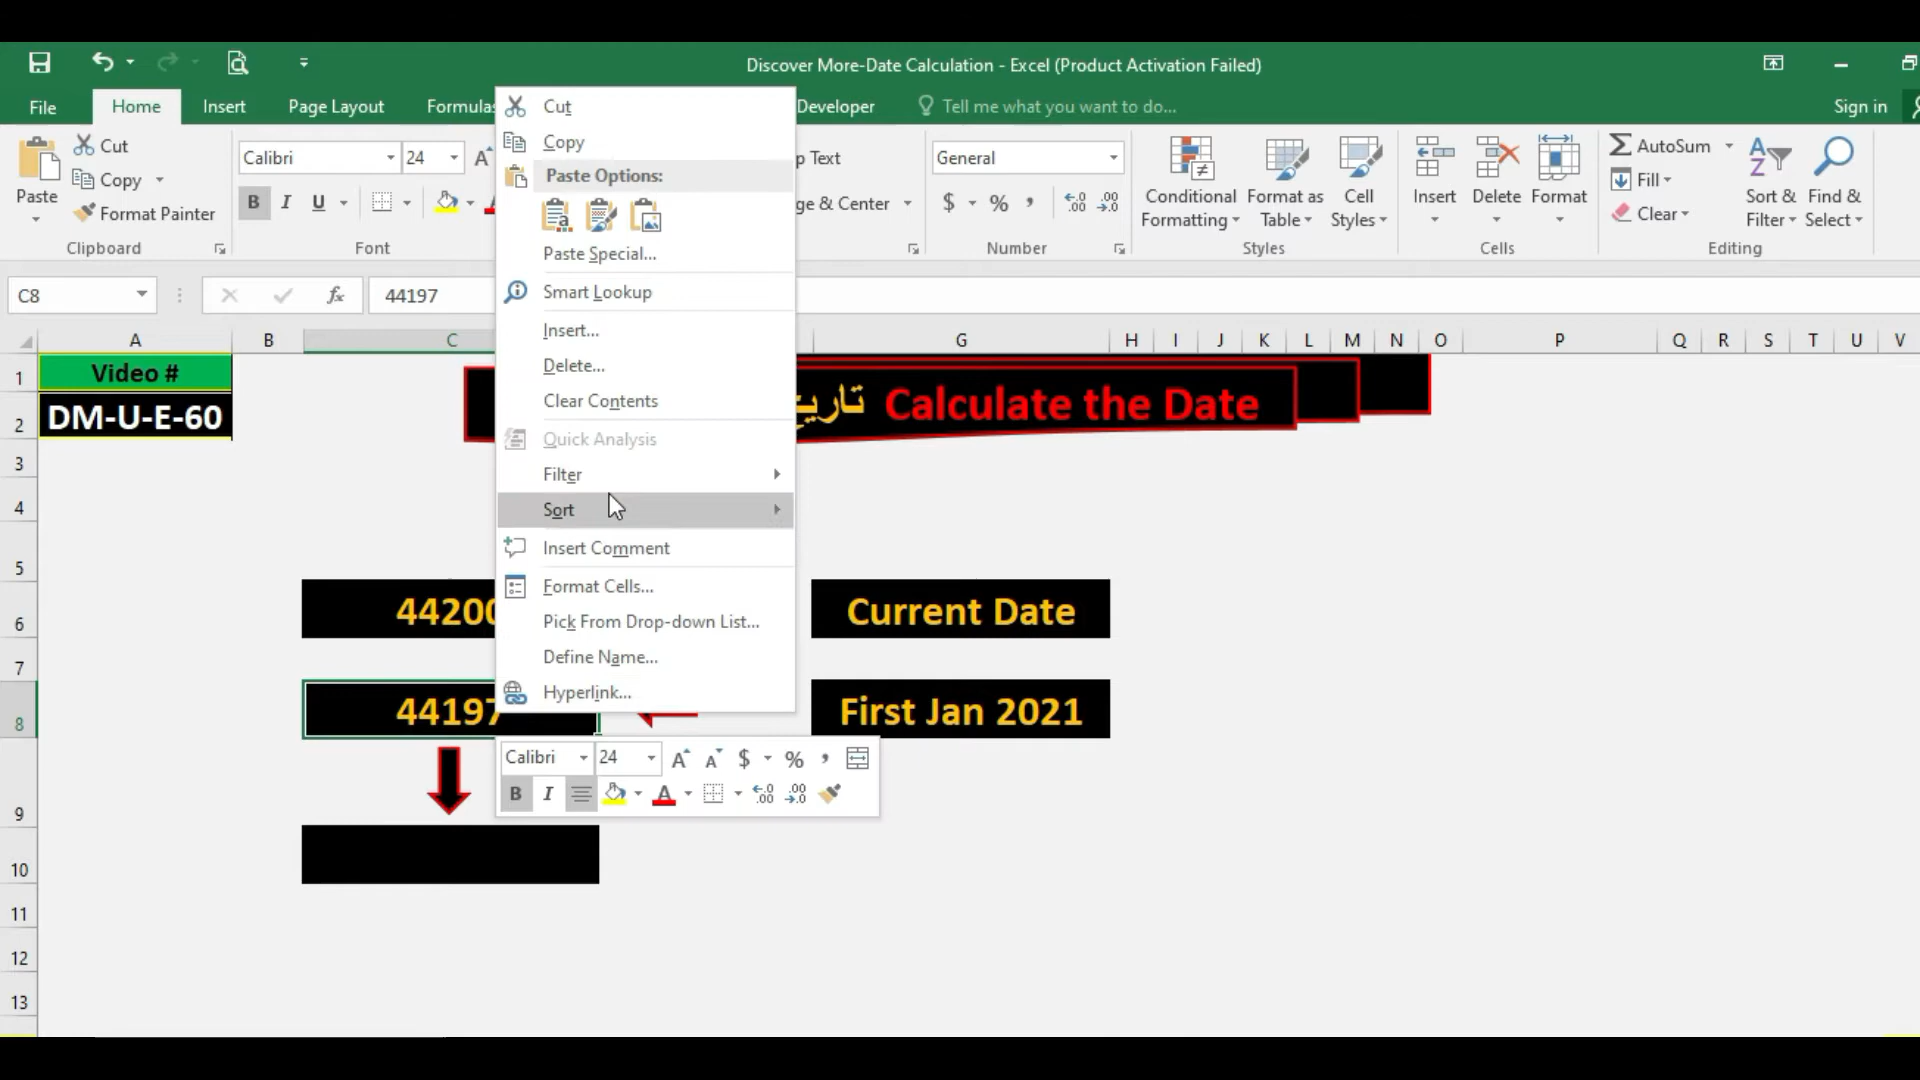 Discover More-Date Calculation - Excel (Product Activation Failed)
File Home Insert Page Layout Formulas Developer Tell me what you want to do... Sign in
Paste
Cut
Copy
Format Painter
Clipboard
Calibri 24
B I U
Font
General
$ % ,
Number
Conditional Formatting
Format as Table
Cell Styles
Styles
Insert Delete Format
Cells
AutoSum
Fill
Clear
Sort & Filter
Find & Select
Editing
C8 fx 44197
A B C G H I J K L M N O P Q R S T U V
1 Video #
2 DM-U-E-60
تاريخ Calculate the Date
3
4
5
6 Current Date
7
8 44197 First Jan 2021
9
10
11
12
13
Cut
Copy
Paste Options:
Paste Special...
Smart Lookup
Insert...
Delete...
Clear Contents
Quick Analysis
Filter
Sort
Insert Comment
Format Cells...
Pick From Drop-down List...
Define Name...
Hyperlink...
Calibri 24 A A $ % ,
B I A